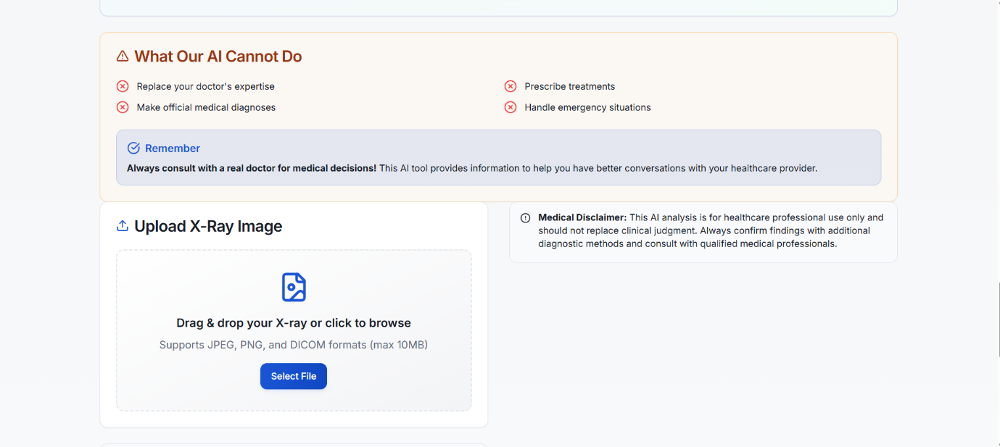 What Our AI Cannot Do
Replace your doctor's expertise
Prescribe treatments
Make official medical diagnoses
Handle emergency situations
Remember
Always consult with a real doctor for medical decisions! This AI tool provides information to help you have better conversations with your healthcare provider.
Upload X-Ray Image
Drag & drop your X-ray or click to browse
Supports JPEG, PNG, and DICOM formats (max 10MB)
Select File
Medical Disclaimer: This AI analysis is for healthcare professional use only and
should not replace clinical judgment. Always confirm findings with additional
diagnostic methods and consult with qualified medical professionals.